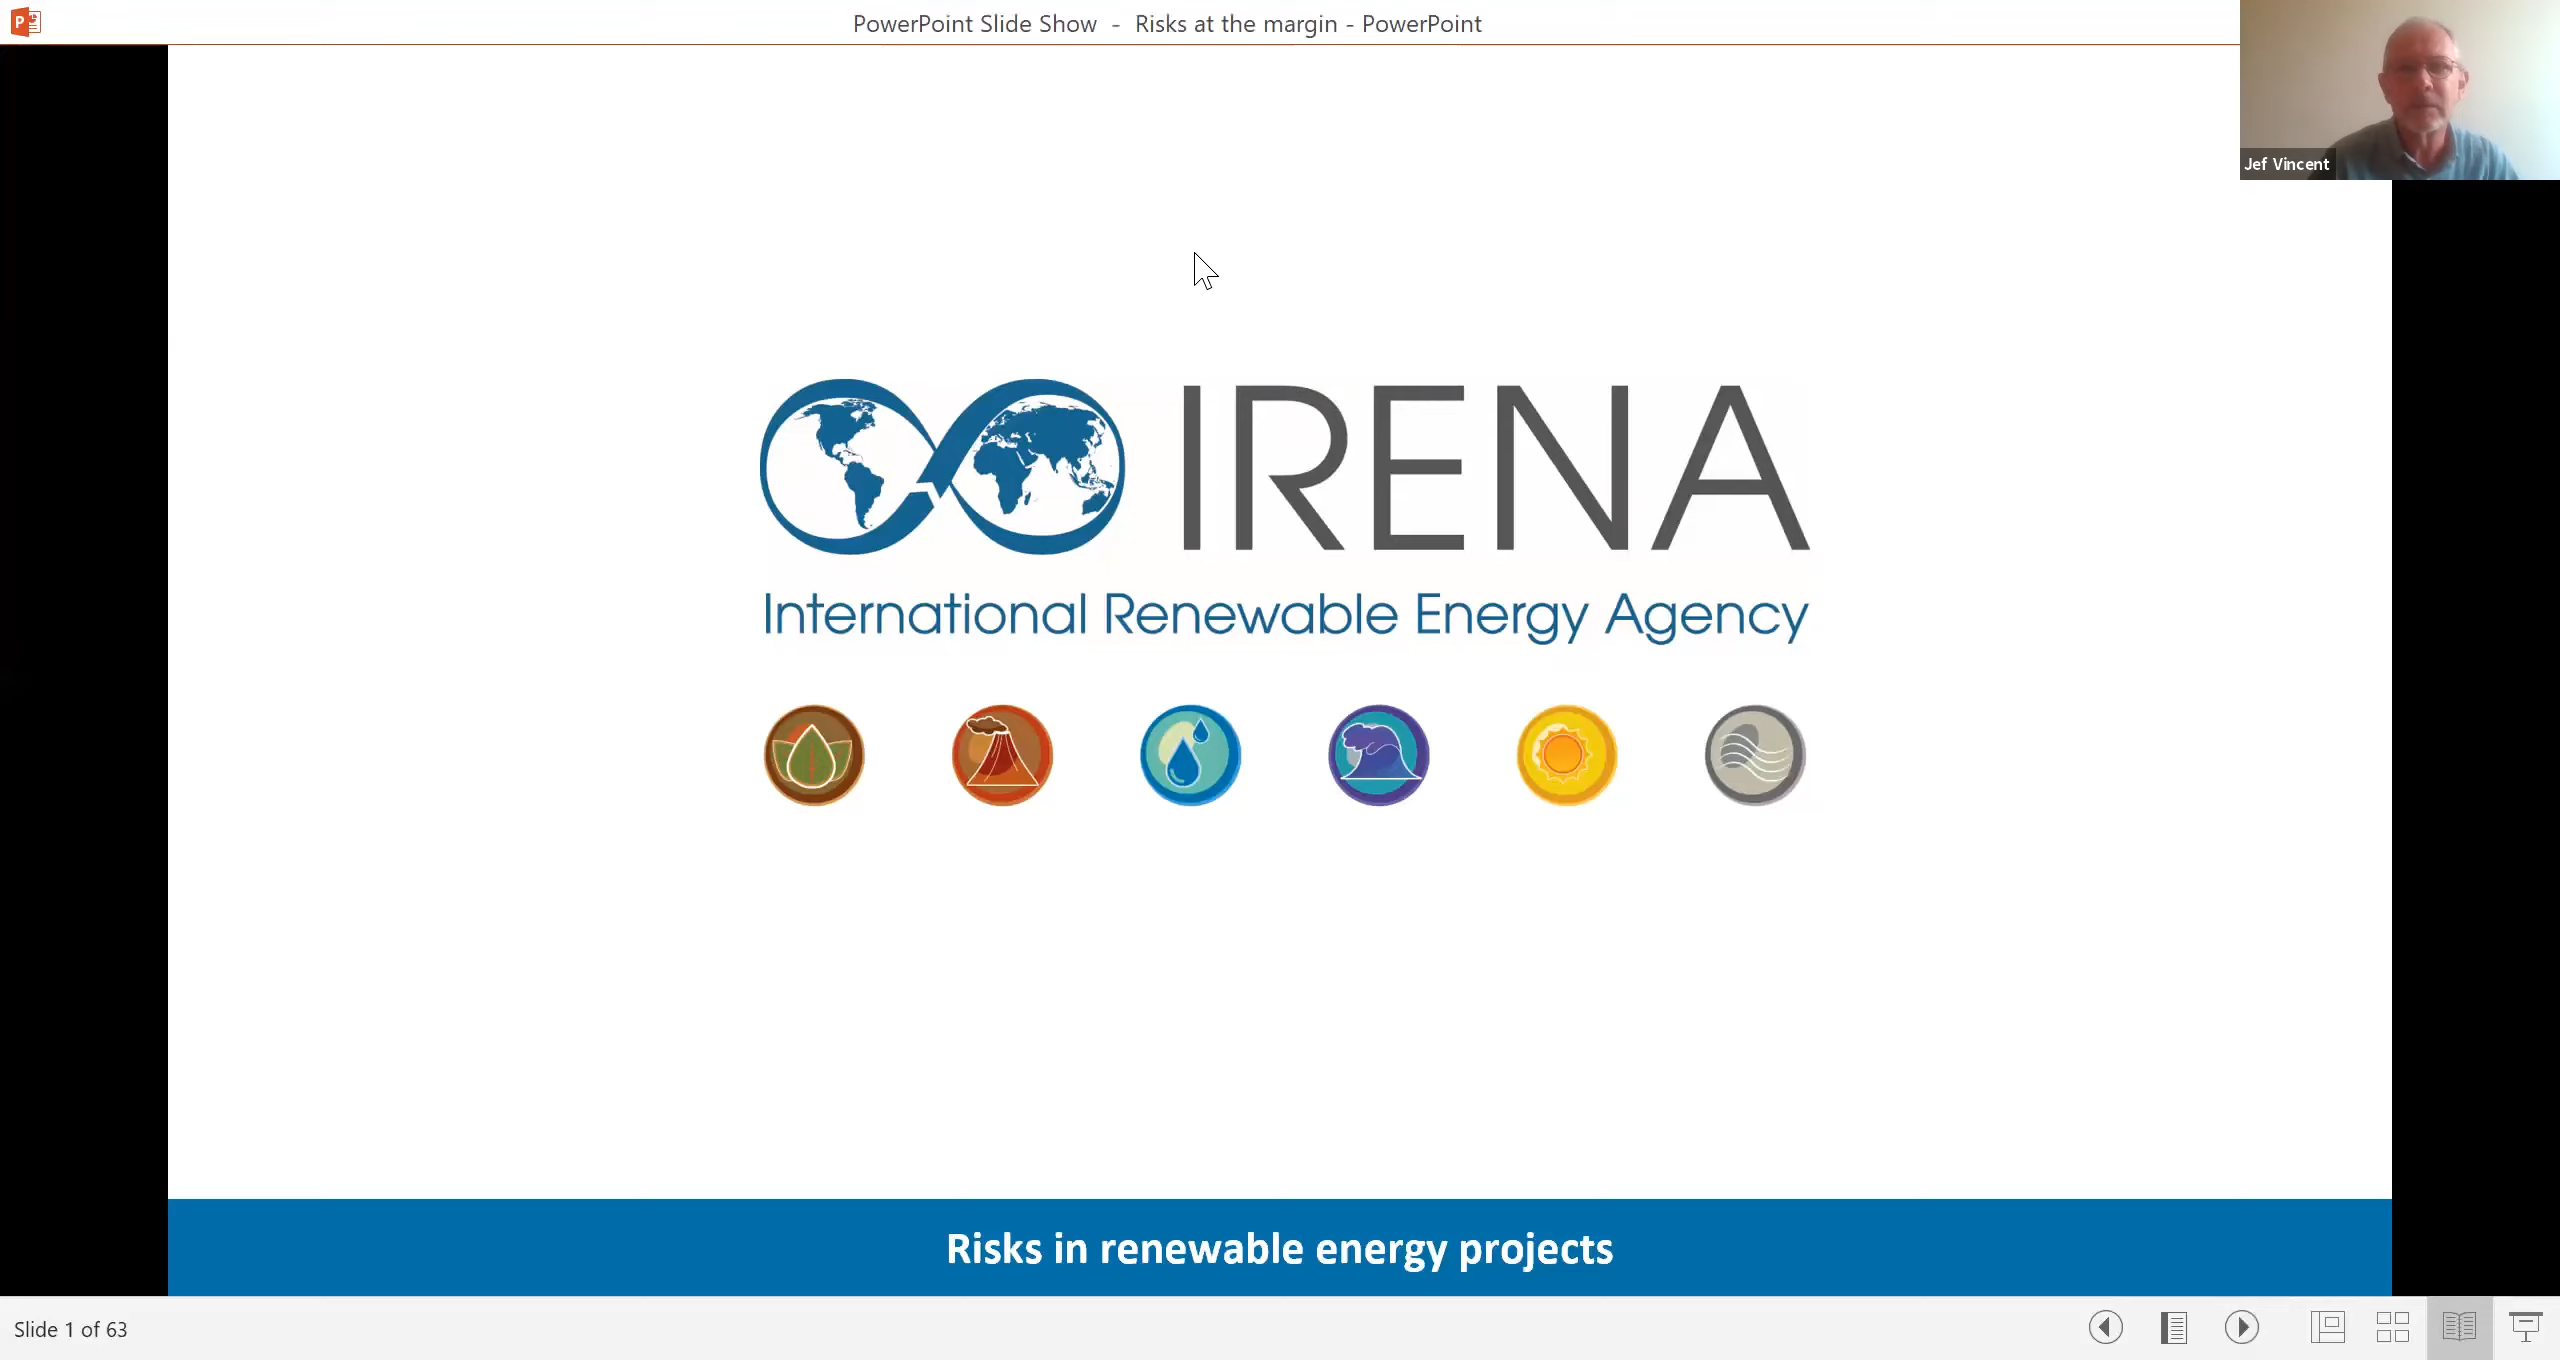 PowerPoint Slide Show - Risks at the margin - PowerPoint
Jef Vincent
IRENA
International Renewable Energy Agency
Risks in renewable energy projects
Slide 1 of 63